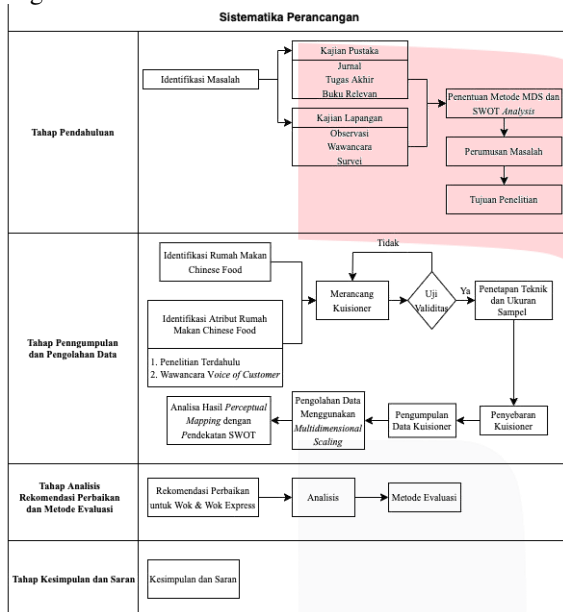 Sistematika Perancangan
Tahap Pendahuluan
Identifikasi Masalah
Kajian Pustaka
Jurnal
Tugas Akhir
Buku Relevan
Kajian Lapangan
Observasi
Wawancara
Survei
Penentuan Metode MDS dan
SWOT Analysis
Perumusan Masalah
Tujuan Penelitian
Tahap Penngumpulan
dan Pengolahan Data
Identifikasi Rumah Makan
Chinese Food
Identifikasi Atribut Rumah
Makan Chinese Food
1. Penelitian Terdahulu
2. Wawancara Voice of Customer
Merancang
Kuisioner
Tidak
Uji
Validitas
Ya
Penetapan Teknik
dan Ukuran
Sampel
Penyebaran
Kuisioner
Pengumpulan
Data Kuisioner
Pengolahan Data
Menggunakan
Multidimensional
Scaling
Analisa Hasil Perceptual
Mapping dengan
Pendekatan SWOT
Tahap Analisis
Rekomendasi Perbaikan
dan Metode Evaluasi
Rekomendasi Perbaikan
untuk Wok & Wok Express
Analisis
Metode Evaluasi
Tahap Kesimpulan dan Saran
Kesimpulan dan Saran